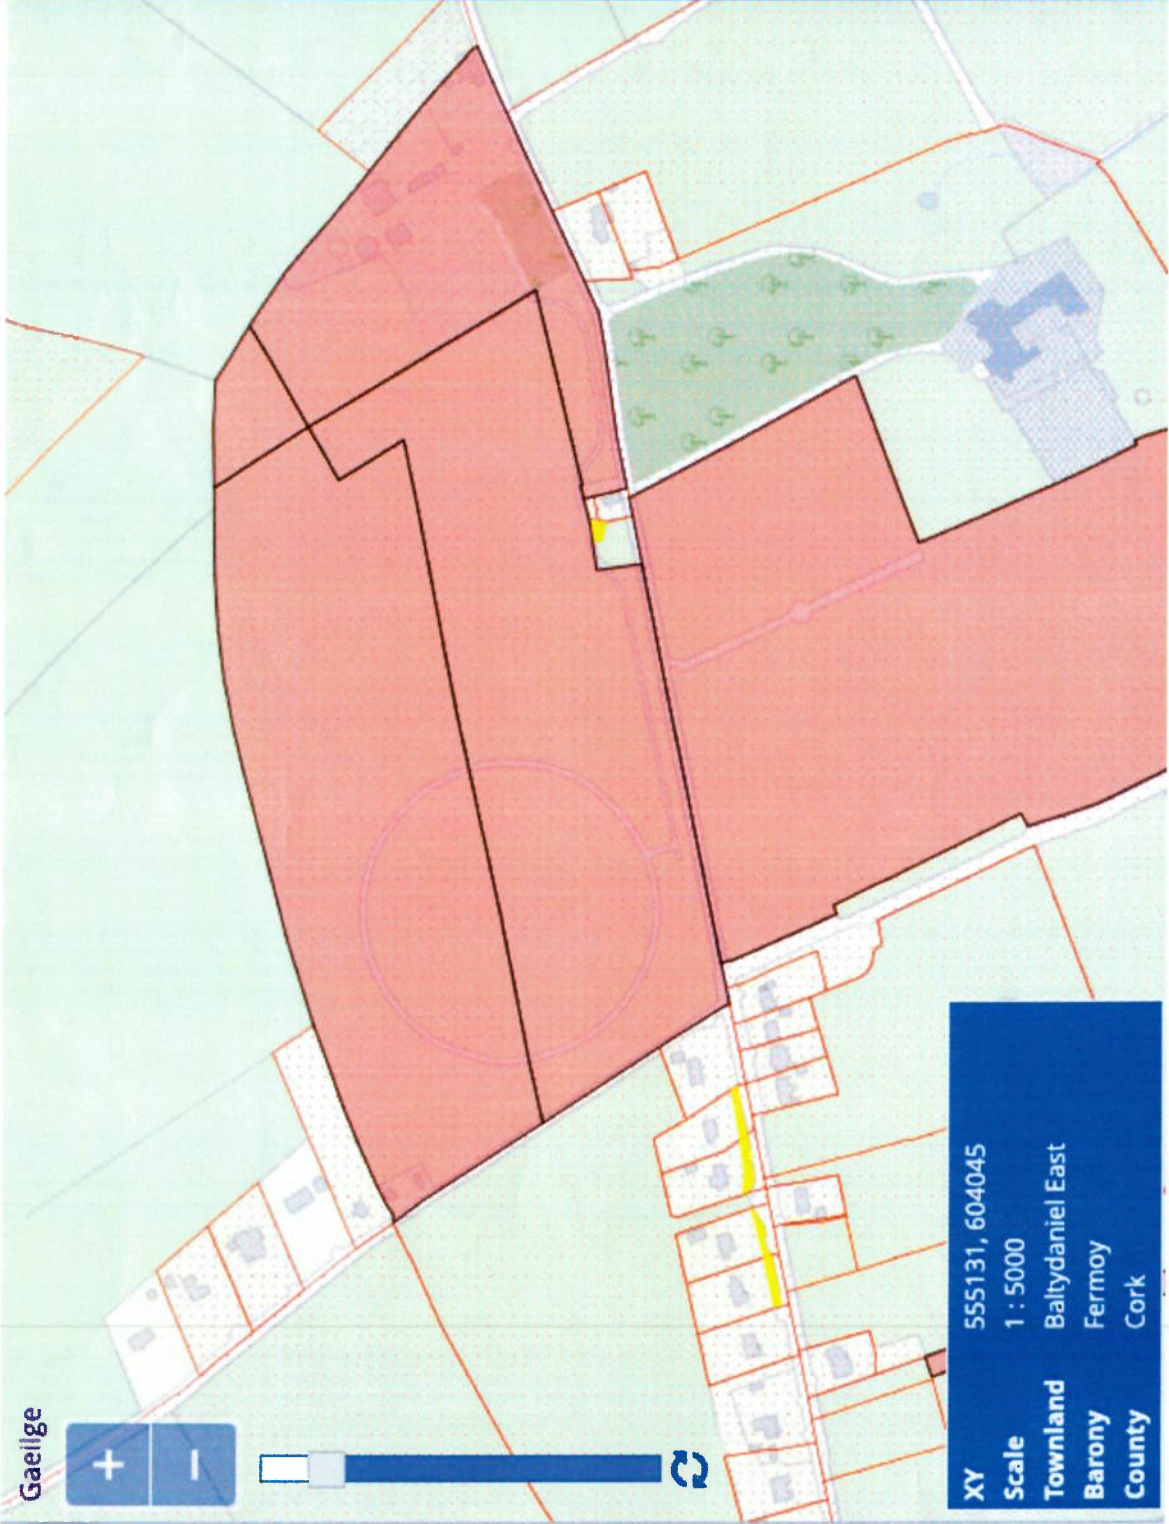 Gaeilge
+
−
XY 555131, 604045
Scale 1 : 5000
Townland Baltydaniel East
Barony Fermoy
County Cork